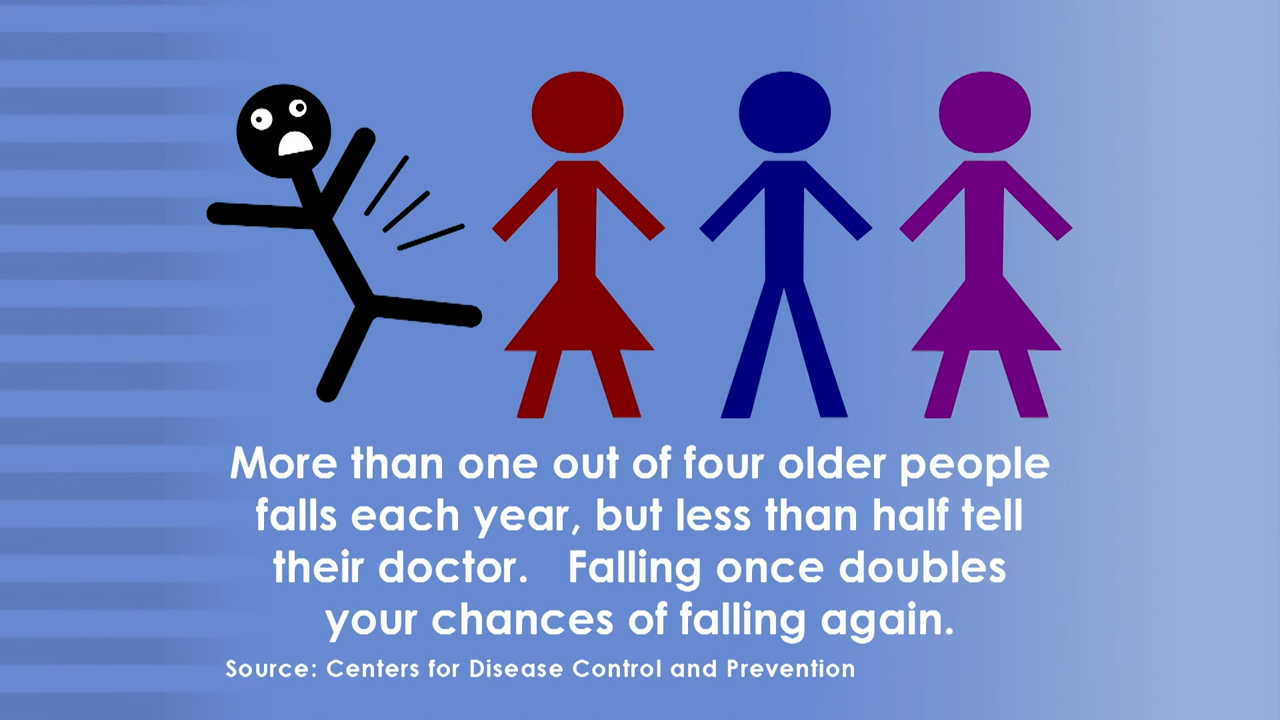 More than one out of four older people
falls each year, but less than half tell
their doctor.   Falling once doubles
your chances of falling again.
Source: Centers for Disease Control and Prevention